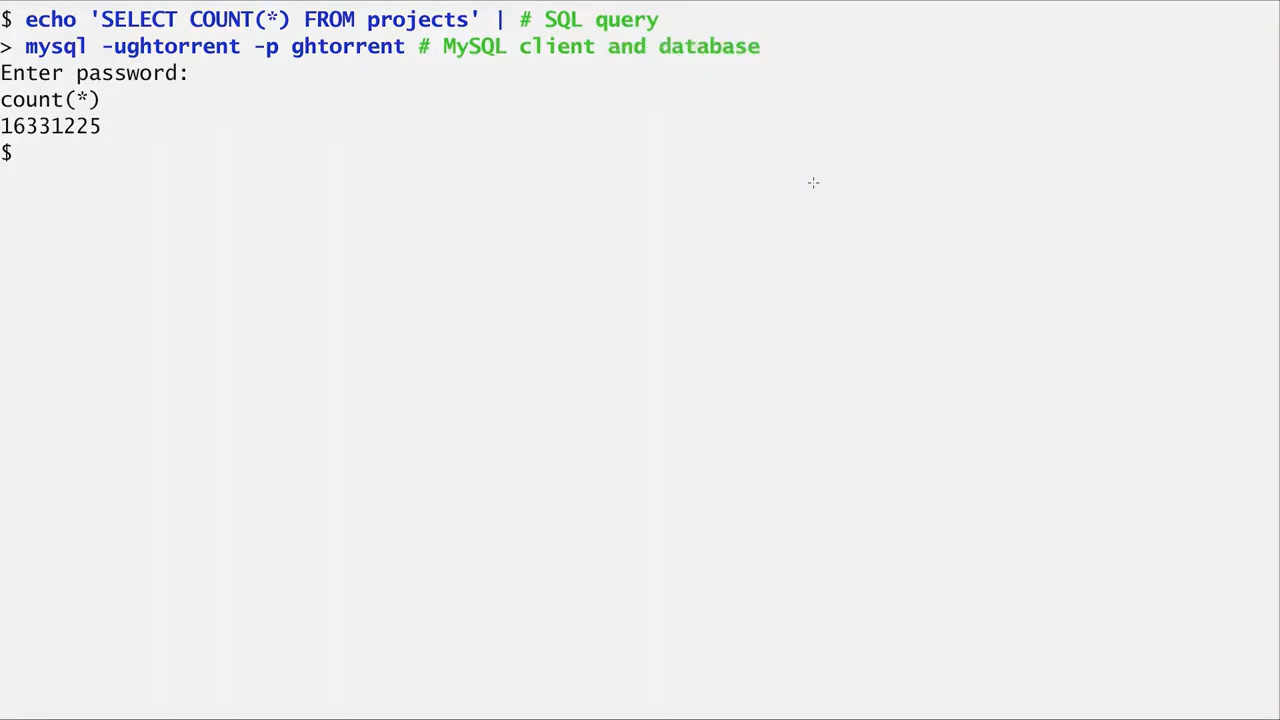 $ echo 'SELECT COUNT(*) FROM projects' | # SQL query
> mysql -ughtorrent -p ghtorrent # MySQL client and database
Enter password:
count(*)
16331225
$